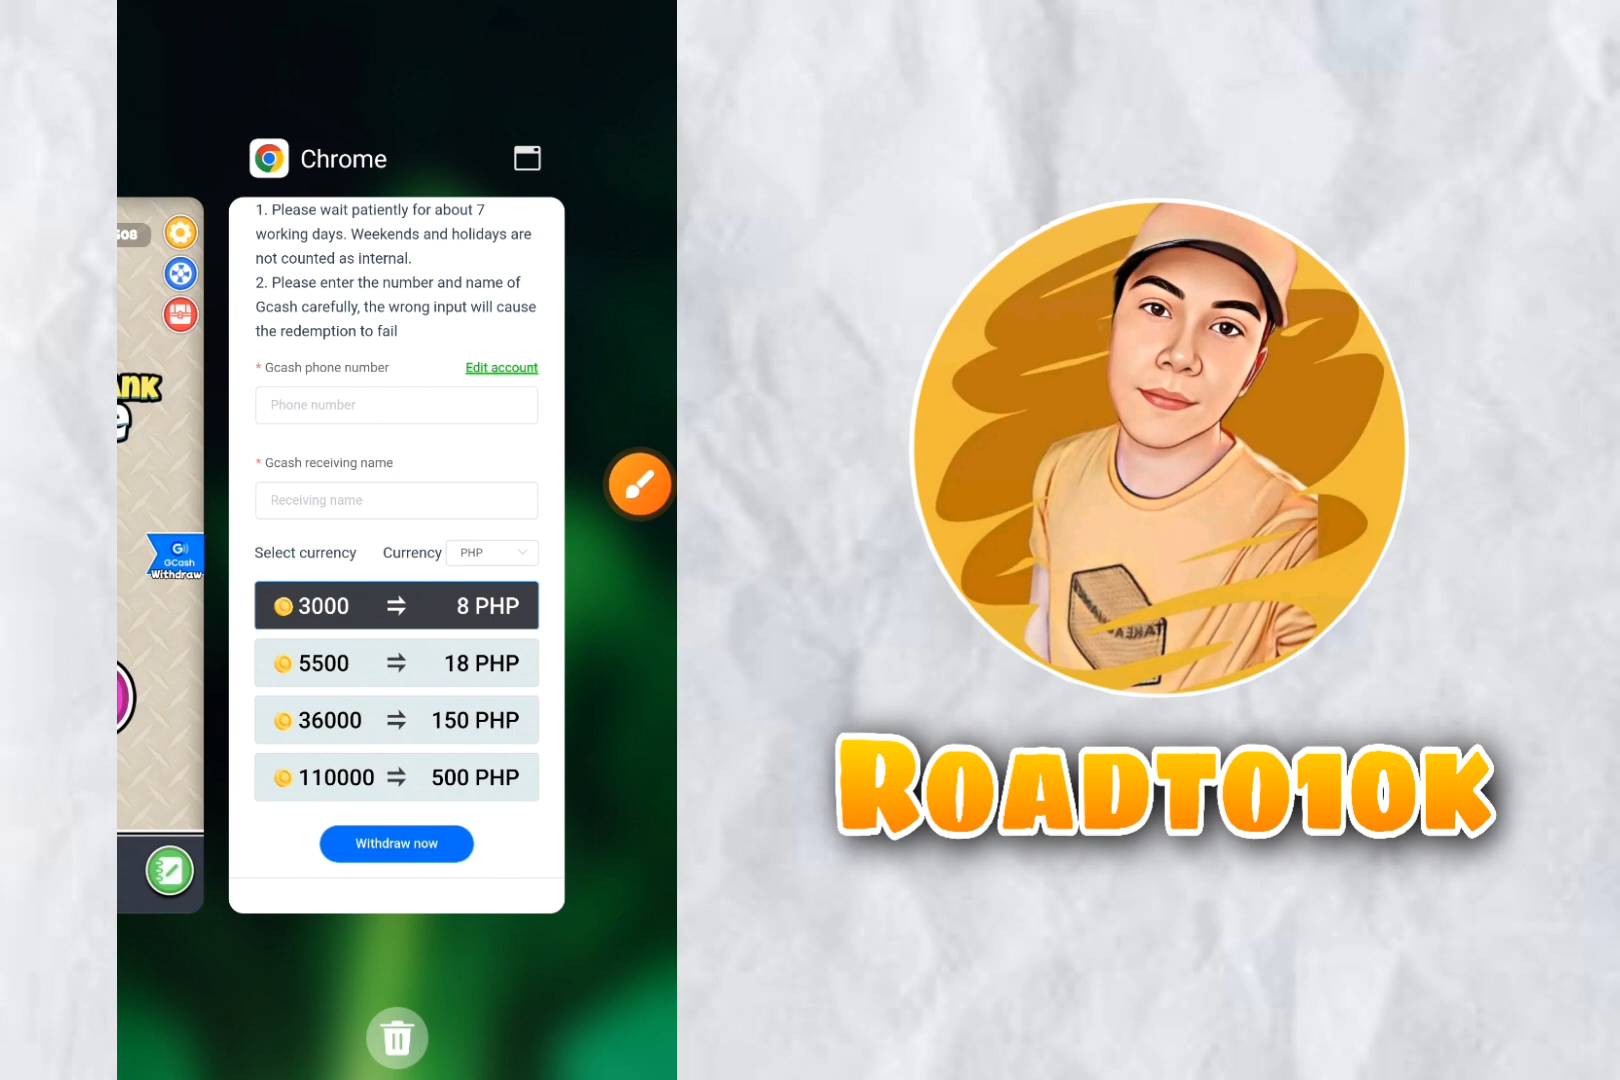 Chrome
508
1. Please wait patiently for about 7
working days. Weekends and holidays are
not counted as internal.
2. Please enter the number and name of
Gcash carefully, the wrong input will cause
the redemption to fail
* Gcash phone number
Edit account
Phone number
* Gcash receiving name
Receiving name
G
GCash
Withdraw
Select currency
Currency
PHP
3000 8 PHP
5500 18 PHP
36000 150 PHP
110000 500 PHP
Withdraw now
ROADTO10K